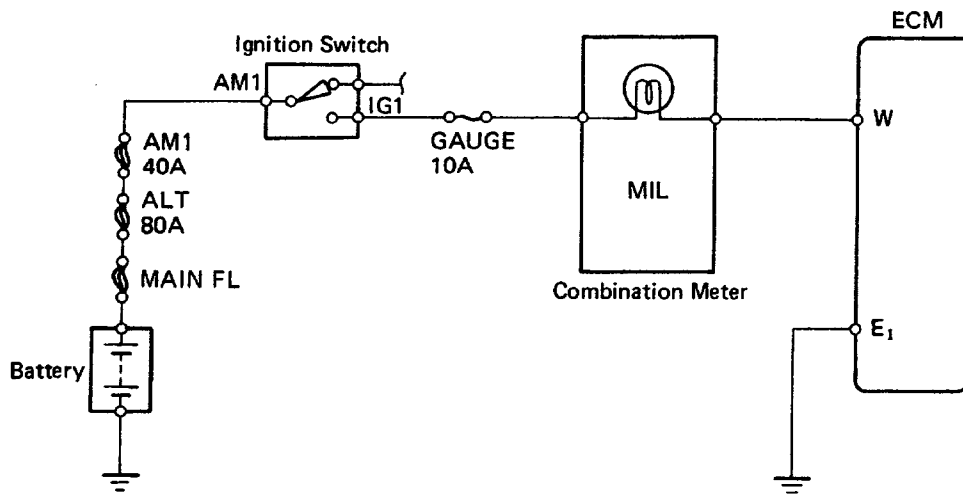 ECM
Ignition Switch
AM1
IG1
GAUGE
10A
MIL
W
AM1
40A
ALT
80A
MAIN FL
Combination Meter
E1
Battery